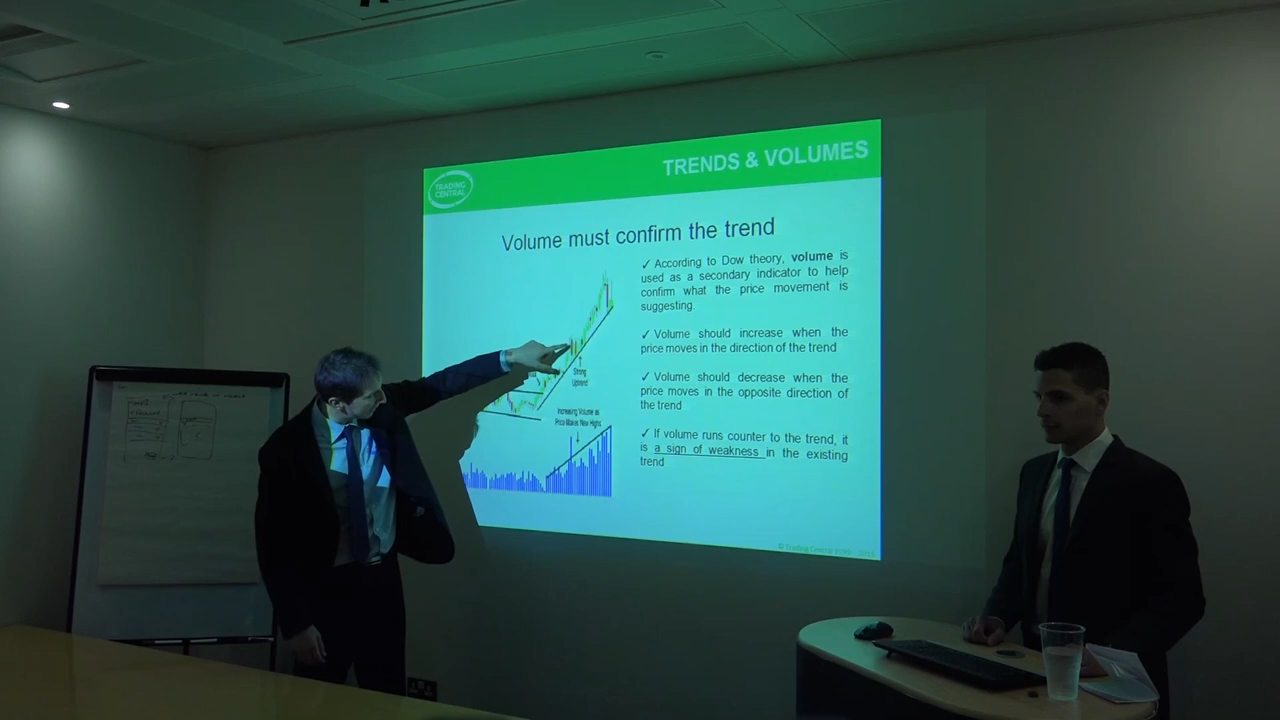 TRENDS & VOLUMES
TRADING
CENTRAL
Volume must confirm the trend
✓ According to Dow theory, volume is
used as a secondary indicator to help
confirm what the price movement is
suggesting.
✓ Volume should increase when the
price moves in the direction of the trend
✓ Volume should decrease when the
price moves in the opposite direction of
the trend
✓ If volume runs counter to the trend, it
is a sign of weakness in the existing
trend
Strong
Uptrend
Increasing Volume as
Price Makes New Highs
© Trading Central 1999 -